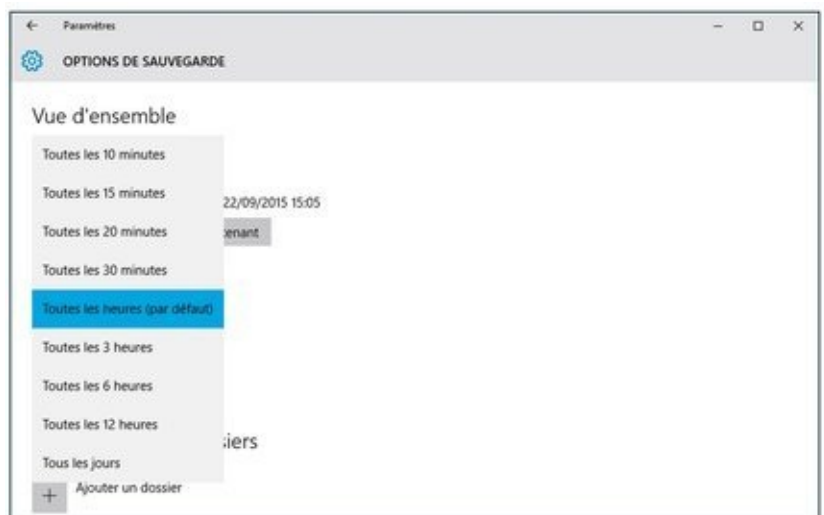 Paramètres
OPTIONS DE SAUVEGARDE
Vue d'ensemble
Toutes les 10 minutes
Toutes les 15 minutes
22/09/2015 15:05
Toutes les 20 minutes
tenant
Toutes les 30 minutes
Toutes les heures (par défaut)
Toutes les 3 heures
Toutes les 6 heures
Toutes les 12 heures
siers
Tous les jours
+ Ajouter un dossier